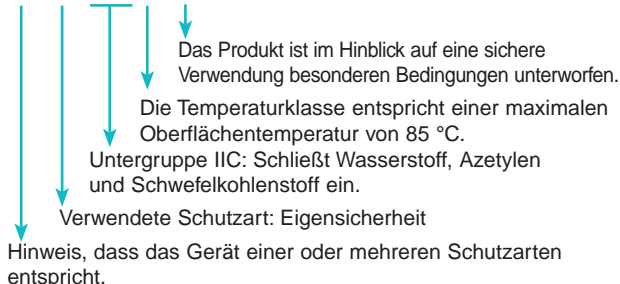 Das Produkt ist im Hinblick auf eine sichere
Verwendung besonderen Bedingungen unterworfen.
Die Temperaturklasse entspricht einer maximalen
Oberflächentemperatur von 85 °C.
Untergruppe IIC: Schließt Wasserstoff, Azetylen
und Schwefelkohlenstoff ein.
Verwendete Schutzart: Eigensicherheit
Hinweis, dass das Gerät einer oder mehreren Schutzarten
entspricht.